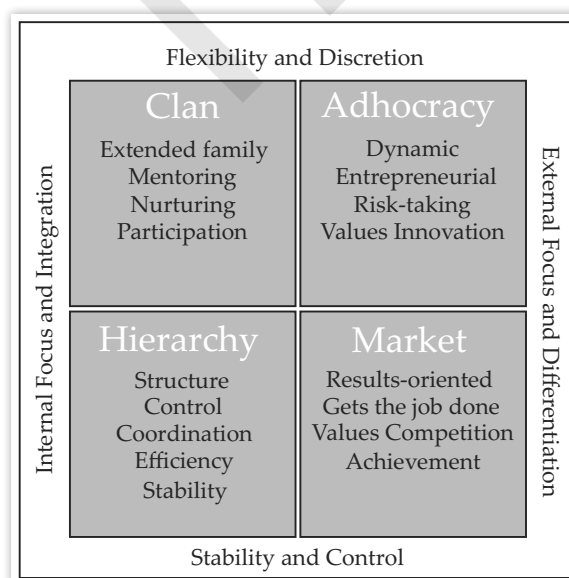 Flexibility and Discretion
Clan
Extended family
Mentoring
Nurturing
Participation
Adhocracy
Dynamic
Entrepreneurial
Risk-taking
Values Innovation
Internal Focus and Integration
External Focus and Differentiation
Hierarchy
Structure
Control
Coordination
Efficiency
Stability
Market
Results-oriented
Gets the job done
Values Competition
Achievement
Stability and Control